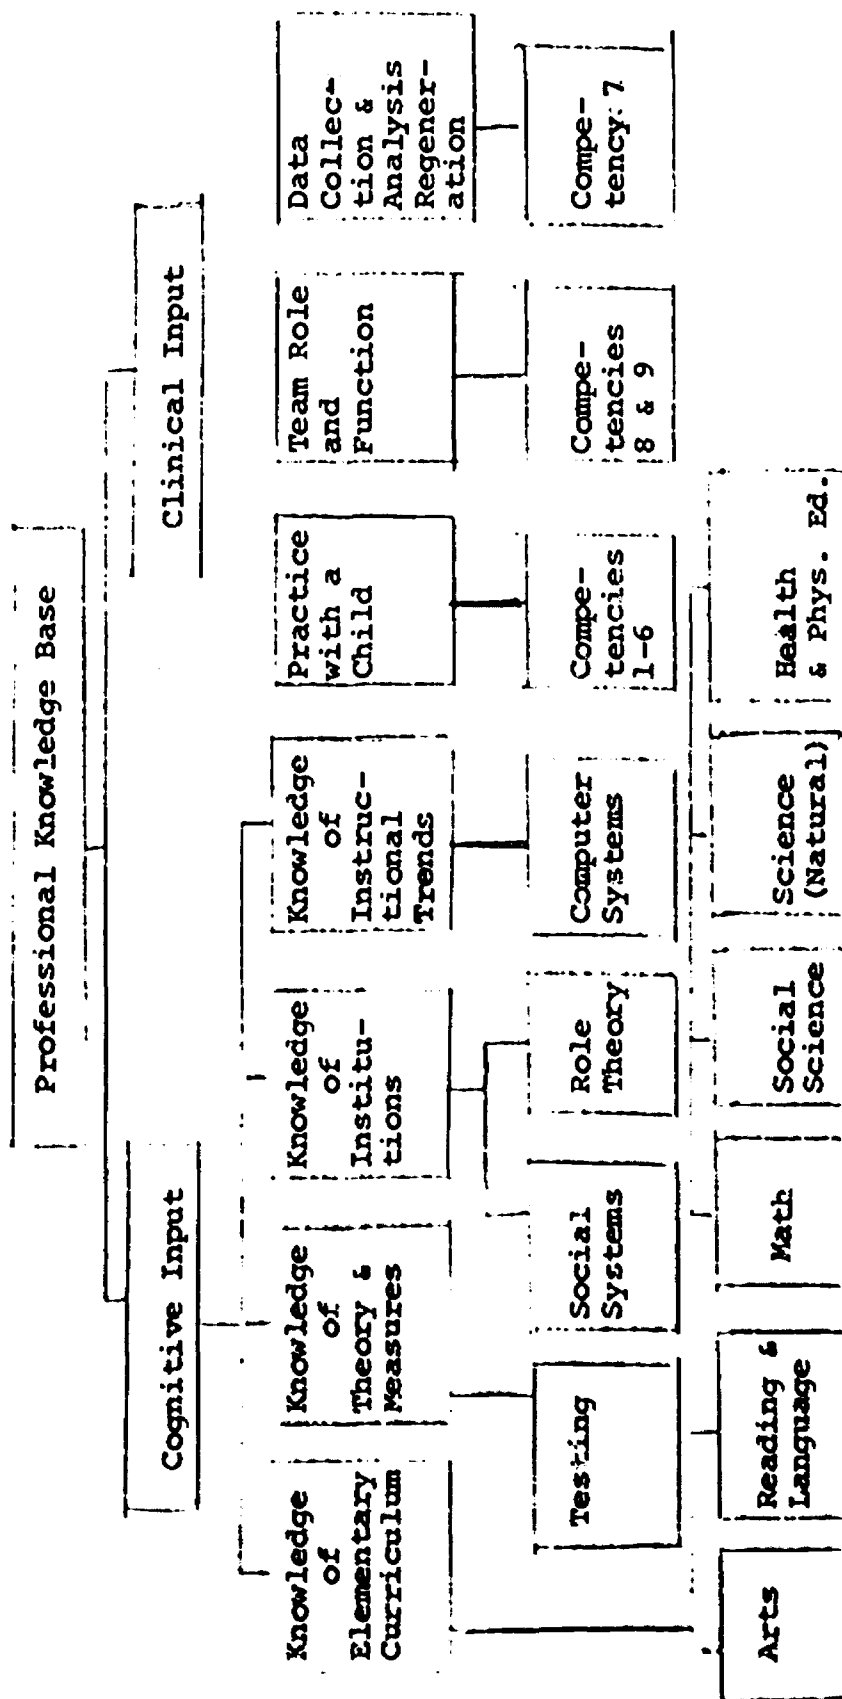 Professional Knowledge Base
Cognitive Input
Clinical Input
Knowledge
of
Elementary
Curriculum
Knowledge
of
Theory &
Measures
Knowledge
of
Institu-
tions
Knowledge
of
Instruc-
tional
Trends
Practice
with a
Child
Team Role
and
Function
Data
Collec-
tion &
Analysis
Regener-
ation
Testing
Social
Systems
Role
Theory
Computer
Systems
Compe-
tencies
1-6
Compe-
tencies
8 & 9
Compe-
tency 7
Arts
Reading &
Language
Math
Social
Science
Science
(Natural)
Health
& Phys. Ed.